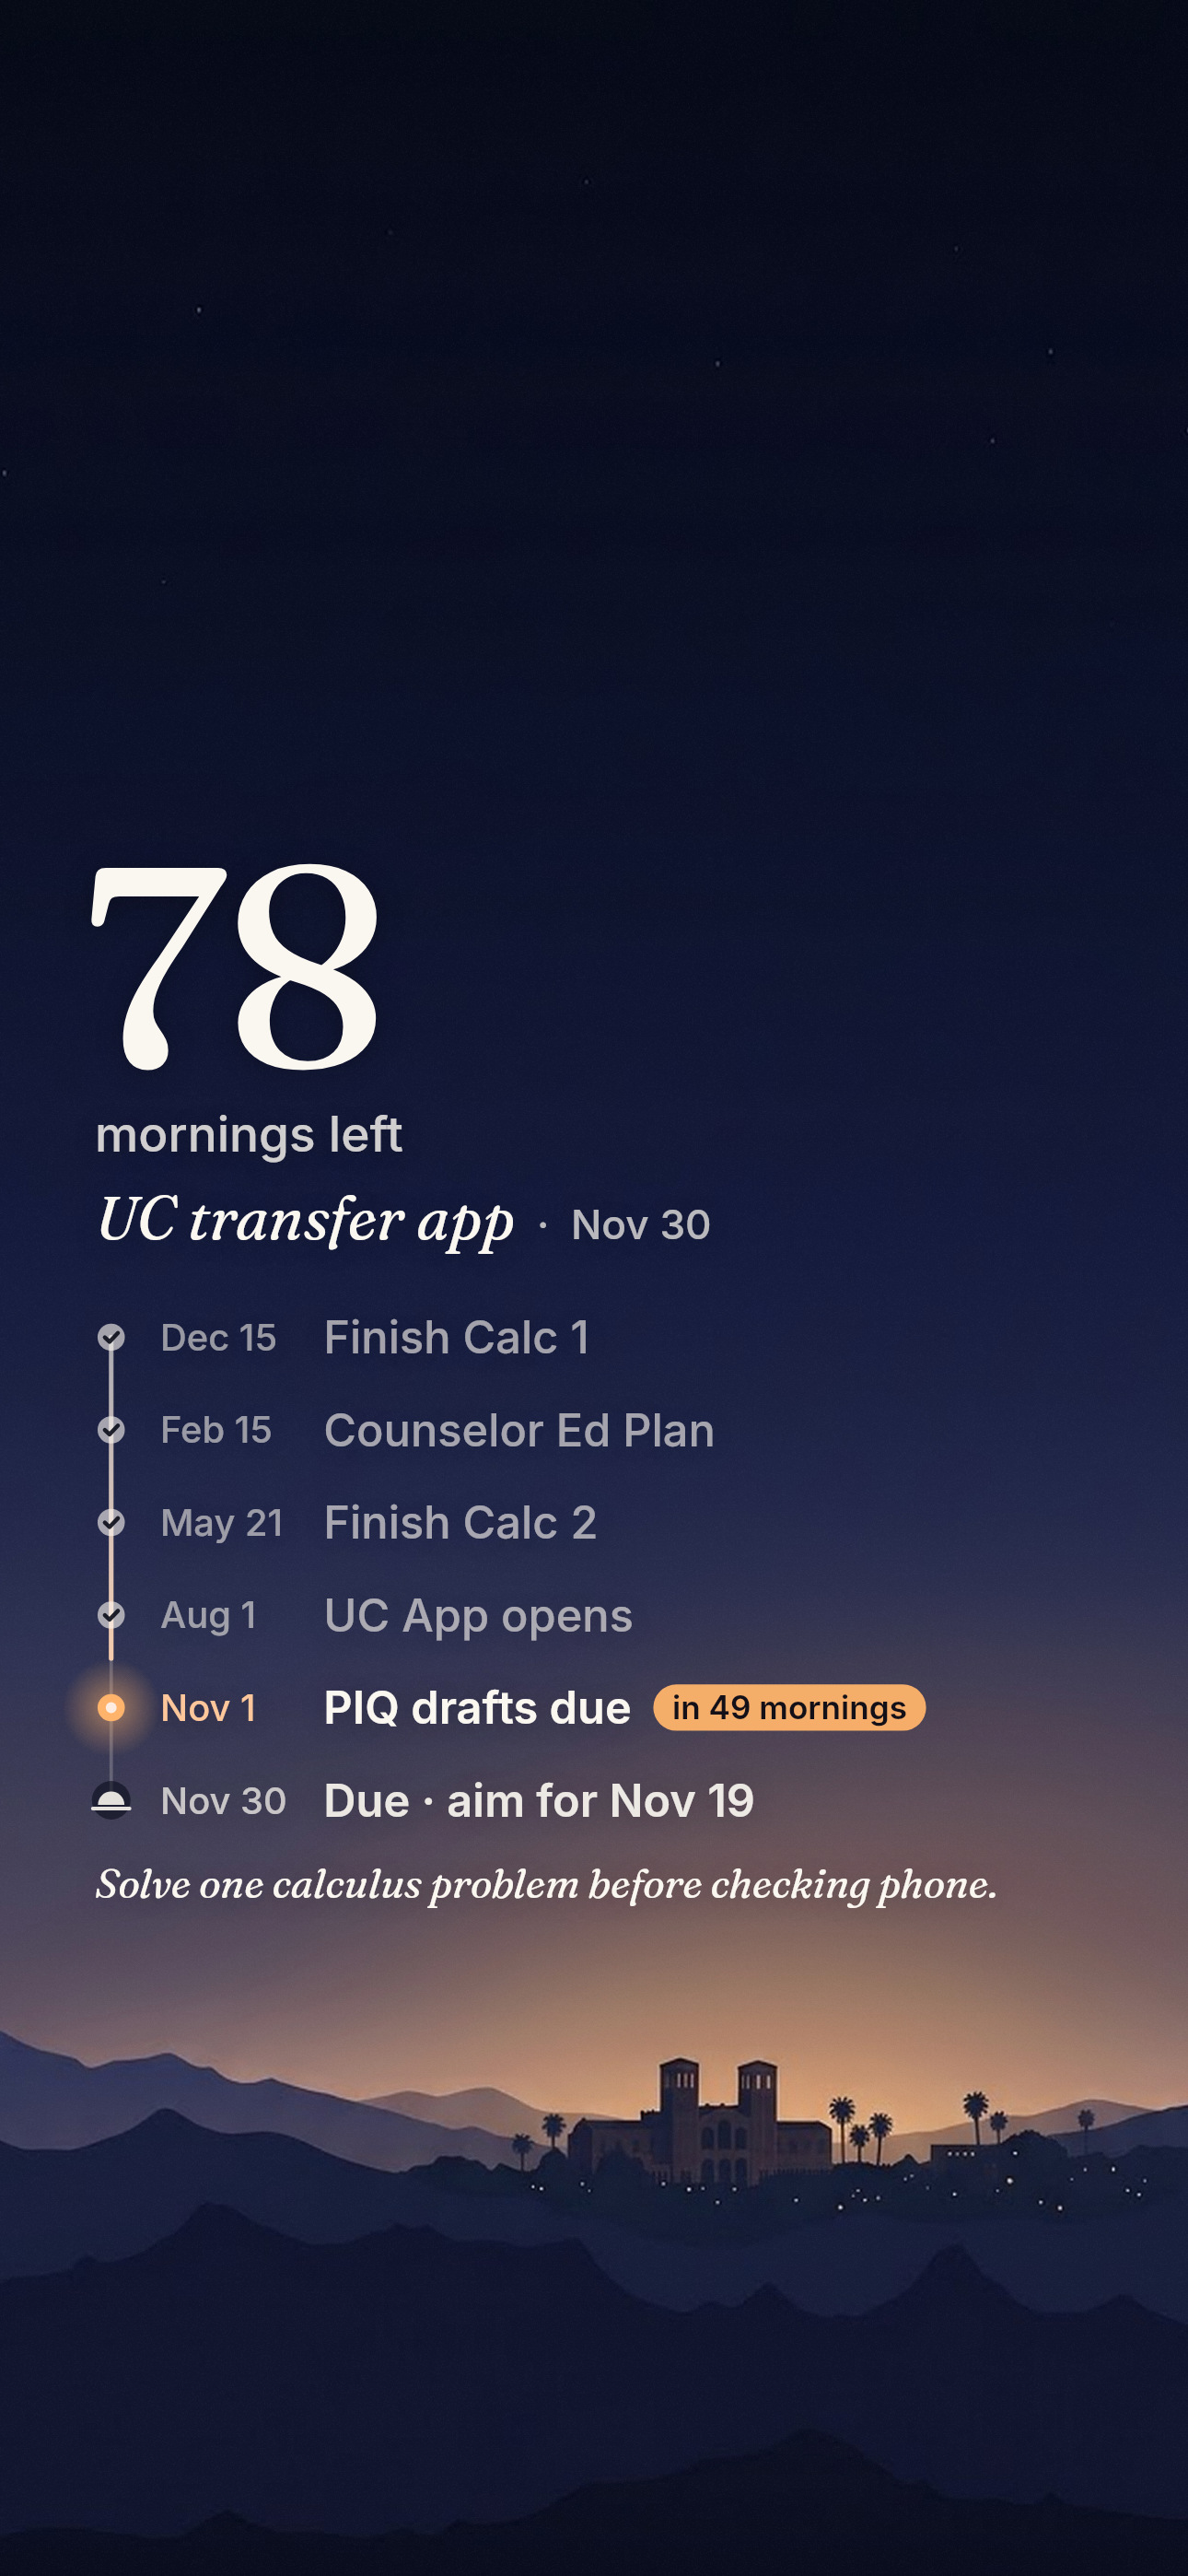 78
mornings left
UC transfer app · Nov 30
Dec 15 Finish Calc 1
Feb 15 Counselor Ed Plan
May 21 Finish Calc 2
Aug 1 UC App opens
Nov 1 PIQ drafts due in 49 mornings
Nov 30 Due · aim for Nov 19
Solve one calculus problem before checking phone.